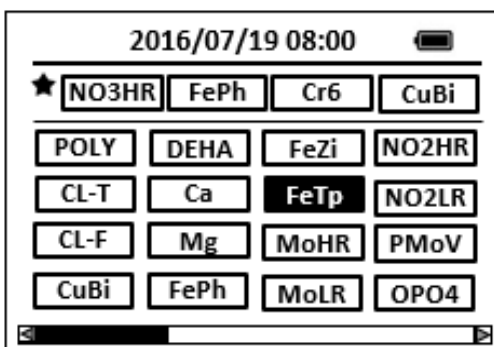 2016/07/19 08:00
NO3HR FePh Cr6 CuBi
POLY DEHA FeZi NO2HR
CL-T Ca FeTp NO2LR
CL-F Mg MoHR PMoV
CuBi FePh MoLR OPO4